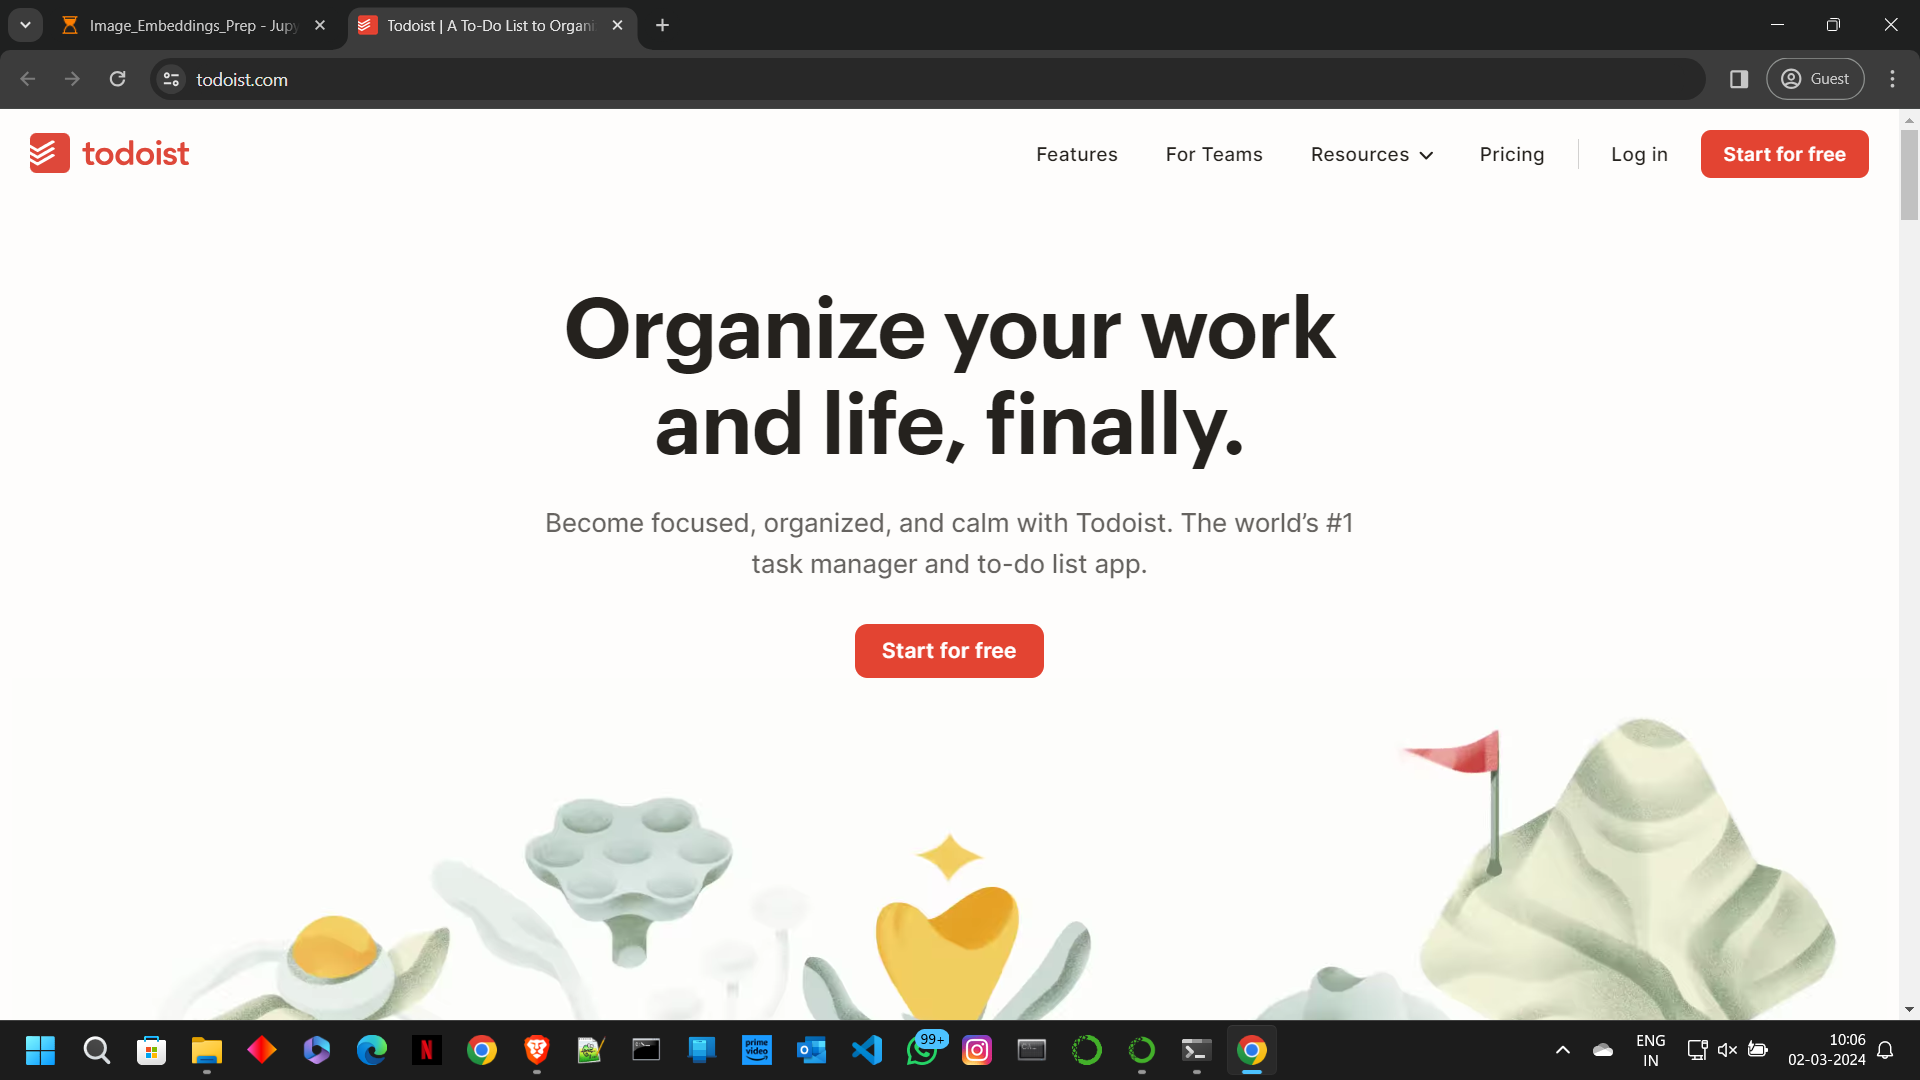 Image_Embeddings_Prep - Jupy
Todoist | A To-Do List to Organi
todoist.com
Guest
todoist
Features
For Teams
Resources
Pricing
Log in
Start for free
Organize your work
and life, finally.
Become focused, organized, and calm with Todoist. The world’s #1
task manager and to-do list app.
Start for free
N
prime
video
99+
ENG
IN
10:06
02-03-2024